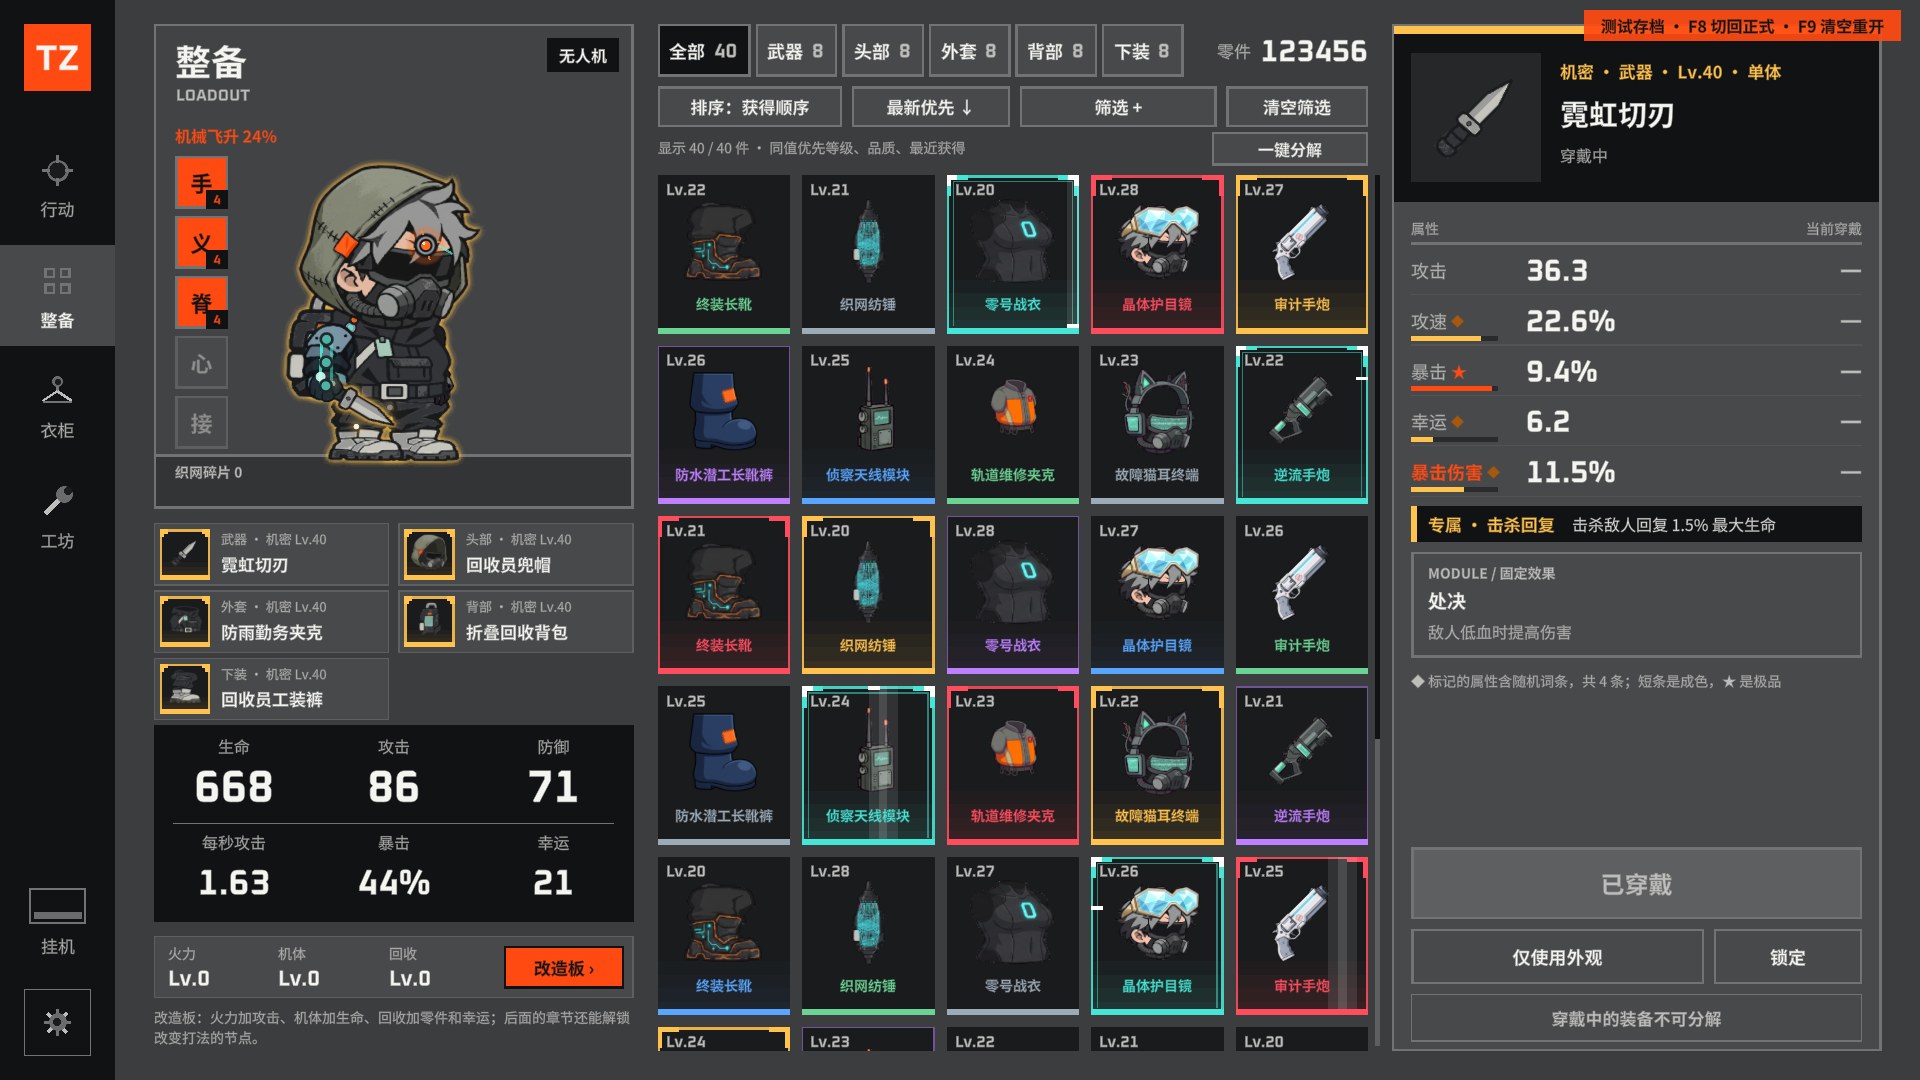 TZ
行动
整备
衣柜
工坊
挂机
整备
LOADOUT
无人机
机械飞升 24%
手 4
义 4
脊 4
心
接
织网碎片 0
武器 · 机密 Lv.40
霓虹切刃
头部 · 机密 Lv.40
回收员兜帽
外套 · 机密 Lv.40
防雨勤务夹克
背部 · 机密 Lv.40
折叠回收背包
下装 · 机密 Lv.40
回收员工装裤
生命 攻击 防御
668 86 71
每秒攻击 暴击 幸运
1.63 44% 21
火力 机体 回收
Lv.0 Lv.0 Lv.0
改造板 ›
改造板：火力加攻击、机体加生命、回收加零件和幸运；后面的章节还能解锁
改变打法的节点。
全部 40 武器 8 头部 8 外套 8 背部 8 下装 8
零件 123456
排序：获得顺序 最新优先 ↓ 筛选 + 清空筛选
显示 40 / 40 件 · 同值优先等级、品质、最近获得
一键分解
Lv.22 Lv.21 Lv.20 Lv.28 Lv.27
终装长靴 织网纺锤 零号战衣 晶体护目镜 审计手炮
Lv.26 Lv.25 Lv.24 Lv.23 Lv.22
防水潜工长靴裤 侦察天线模块 轨道维修夹克 故障猫耳终端 逆流手炮
Lv.21 Lv.20 Lv.28 Lv.27 Lv.26
终装长靴 织网纺锤 零号战衣 晶体护目镜 审计手炮
Lv.25 Lv.24 Lv.23 Lv.22 Lv.21
防水潜工长靴裤 侦察天线模块 轨道维修夹克 故障猫耳终端 逆流手炮
Lv.20 Lv.28 Lv.27 Lv.26 Lv.25
终装长靴 织网纺锤 零号战衣 晶体护目镜 审计手炮
Lv.24 Lv.23 Lv.22 Lv.21 Lv.20
测试存档 · F8 切回正式 · F9 清空重开
机密 · 武器 · Lv.40 · 单体
霓虹切刃
穿戴中
属性 当前穿戴
攻击 36.3 —
攻速 ◆ 22.6% —
暴击 ★ 9.4% —
幸运 ◆ 6.2 —
暴击伤害 ◆ 11.5% —
专属 · 击杀回复 击杀敌人回复 1.5% 最大生命
MODULE / 固定效果
处决
敌人低血时提高伤害
◆ 标记的属性含随机词条，共 4 条；短条是成色，★ 是极品
已穿戴
仅使用外观 锁定
穿戴中的装备不可分解